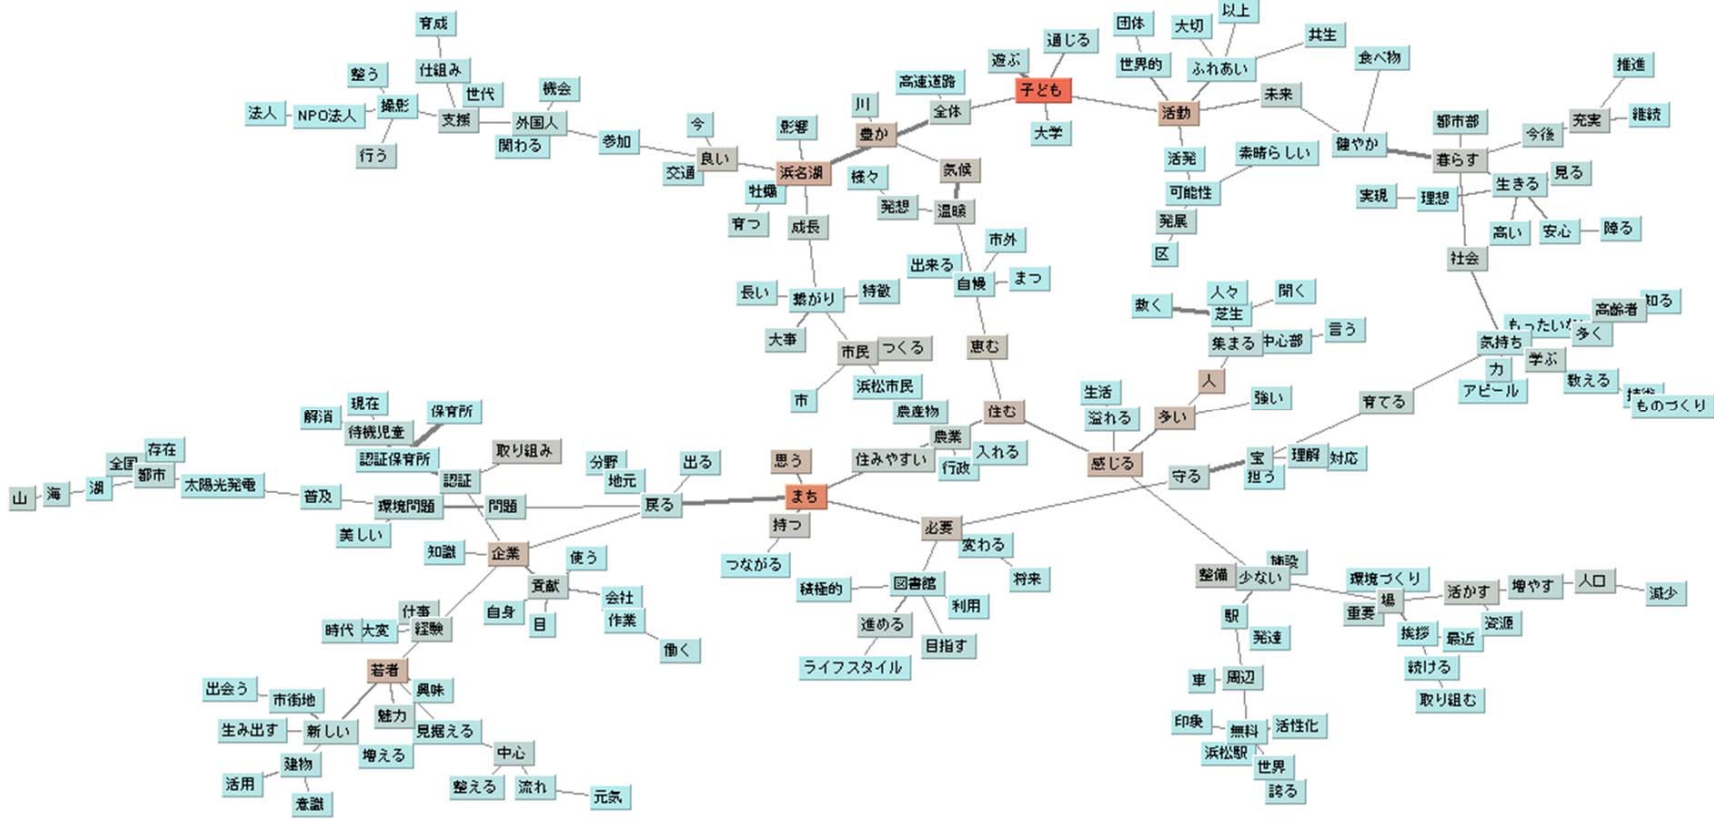 育成
整う
仕組み
世代
機会
法人
NPO法人
撮影
支援
外国人
関わる
行う
参加
今
良い
交通
影響
浜名湖
牡蠣
育つ
成長
川
豊か
高速道路
全体
遊ぶ
通じる
子ども
大学
団体
世界的
大切
以上
共生
ふれあい
食べ物
活動
未来
健やか
活発
可能性
素晴らしい
発展
区
都市部
暮らす
今後
充実
推進
継続
生きる
見る
実現
理想
高い
安心
障る
社会
様々
発想
気候
温暖
市外
出来る
自慢
まつ
恵む
長い
繋がり
特徴
大事
市民
つくる
市
浜松市民
農産物
住む
農業
住みやすい
行政
入れる
生活
溢れる
感じる
多い
強い
人
集まる
中心部
言う
芝生
人々
聞く
敷く
もったいな
多く
高齢者
知る
気持ち
力
学ぶ
アピール
教える
技術
ものづくり
育てる
宝
理解
対応
担う
守る
現在
解消
待機児童
保育所
認証保育所
認証
取り組み
全国
存在
都市
山
海
湖
太陽光発電
普及
環境問題
問題
美しい
分野
地元
出る
戻る
思う
まち
持つ
つながる
必要
変わる
将来
積極的
図書館
利用
進める
目指す
ライフスタイル
知識
企業
使う
貢献
会社
自身
目
作業
働く
仕事
時代
大変
経験
若者
興味
魅力
見据える
出会う
市街地
生み出す
新しい
増える
建物
活用
意識
中心
整える
流れ
元気
整備
少ない
施設
駅
発達
車
周辺
印象
無料
活性化
浜松駅
世界
誇る
環境づくり
場
重要
活かす
増やす
人口
減少
資源
挨拶
最近
続ける
取り組む